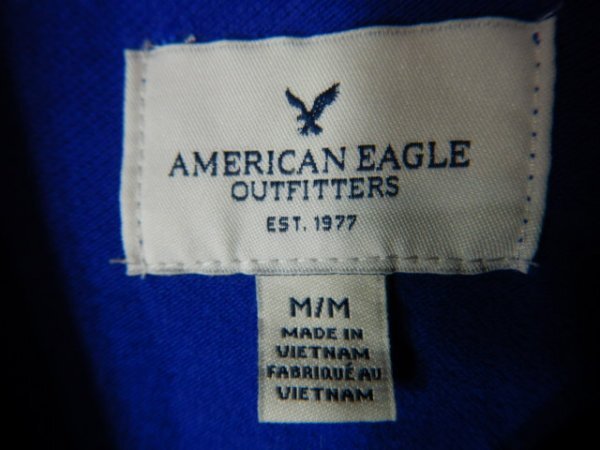 AMERICAN EAGLE
OUTFITTERS
EST. 1977
M/M
MADE IN
VIETNAM
FABRIQUÉ AU
VIETNAM